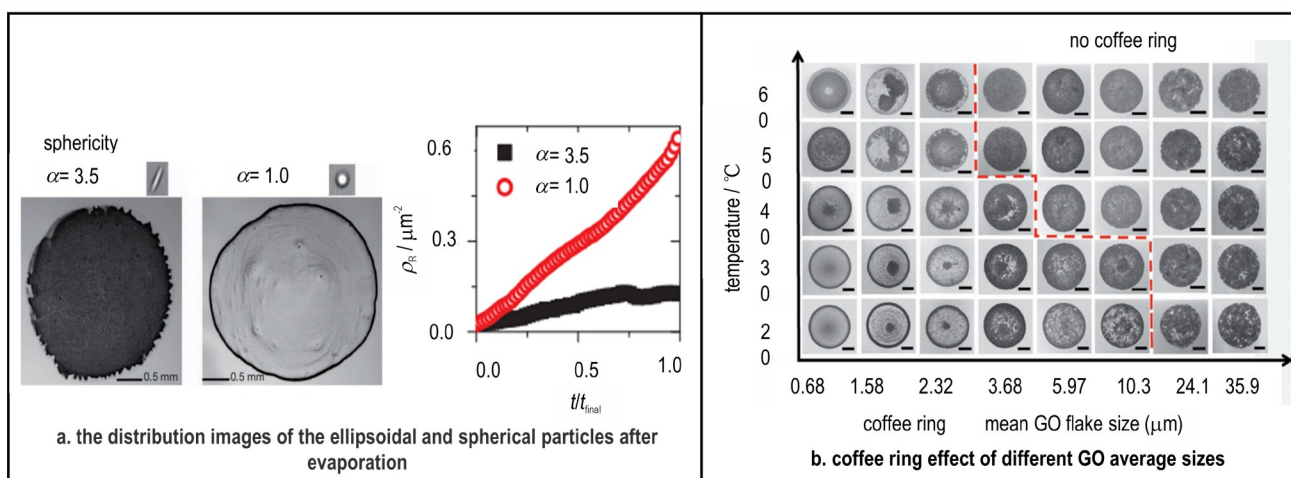 sphericity
α= 3.5
α= 1.0
0.5 mm
0.5 mm
α = 3.5
α = 1.0
ρR / μm-2
0.6
0.3
0.0
0.0 0.5 1.0
t/tfinal
a. the distribution images of the ellipsoidal and spherical particles after
evaporation
no coffee ring
temperature / °C
6
0
5
0
4
0
3
0
2
0
0.68 1.58 2.32 3.68 5.97 10.3 24.1 35.9
coffee ring mean GO flake size (μm)
b. coffee ring effect of different GO average sizes